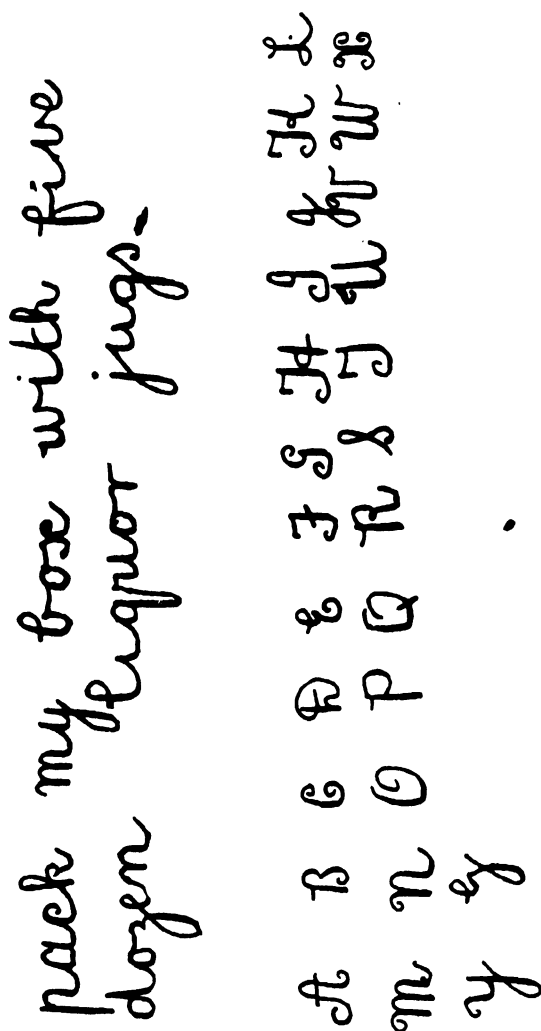 pack my box with five
dozen liquor jugs.
A B C D E F G H I J K L
M N O P Q R S T U V W X
Y Z